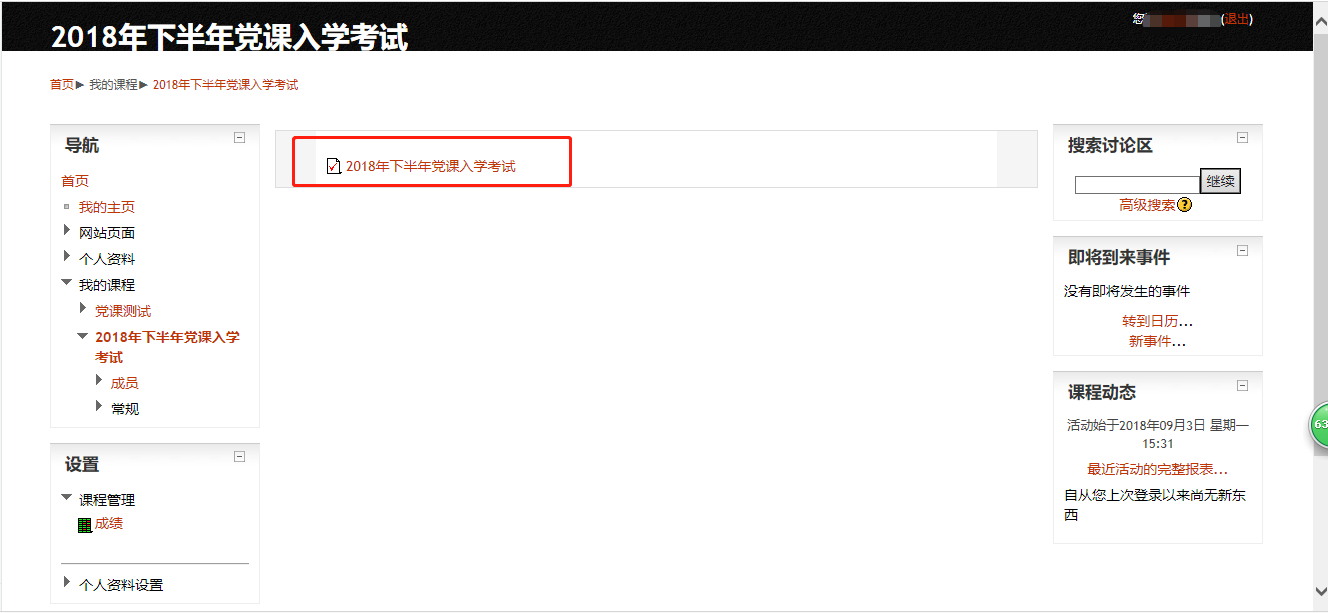 2018年下半年党课入学考试
您
(退出)
首页► 我的课程► 2018年下半年党课入学考试
导航
首页
我的主页
网站页面
个人资料
我的课程
党课测试
2018年下半年党课入学
考试
成员
常规
设置
课程管理
成绩
个人资料设置
2018年下半年党课入学考试
搜索讨论区
继续
高级搜索
即将到来事件
没有即将发生的事件
转到日历...
新事件...
课程动态
活动始于2018年09月3日 星期一
15:31
最近活动的完整报表...
自从您上次登录以来尚无新东
西
63